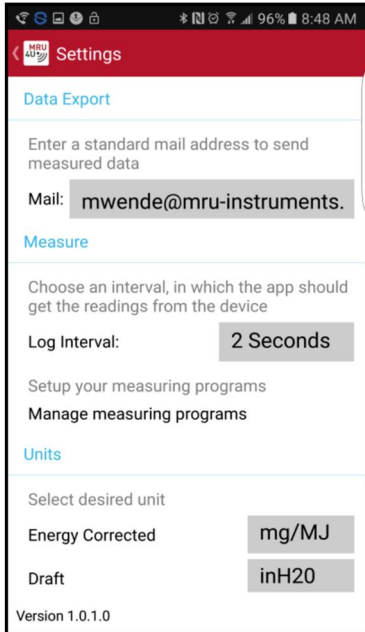 96% 8:48 AM
MRU
4U
Settings
Data Export
Enter a standard mail address to send
measured data
Mail: mwende@mru-instruments.
Measure
Choose an interval, in which the app should
get the readings from the device
Log Interval: 2 Seconds
Setup your measuring programs
Manage measuring programs
Units
Select desired unit
Energy Corrected mg/MJ
Draft inH20
Version 1.0.1.0